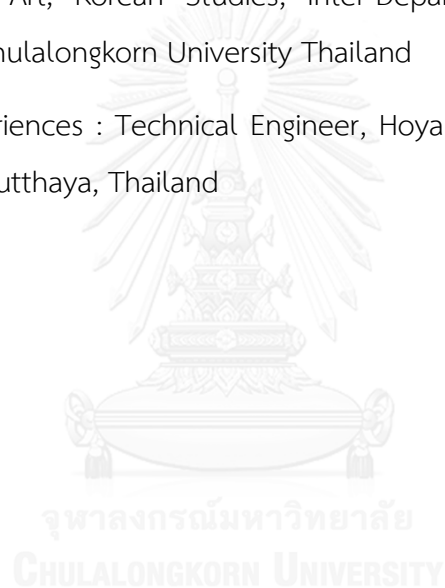 Art, Korean Studies, Inter-Depar
hulalongkorn University Thailand
riences : Technical Engineer, Hoya
utthaya, Thailand
จุฬาลงกรณ์มหาวิทยาลัย
CHULALONGKORN UNIVERSITY